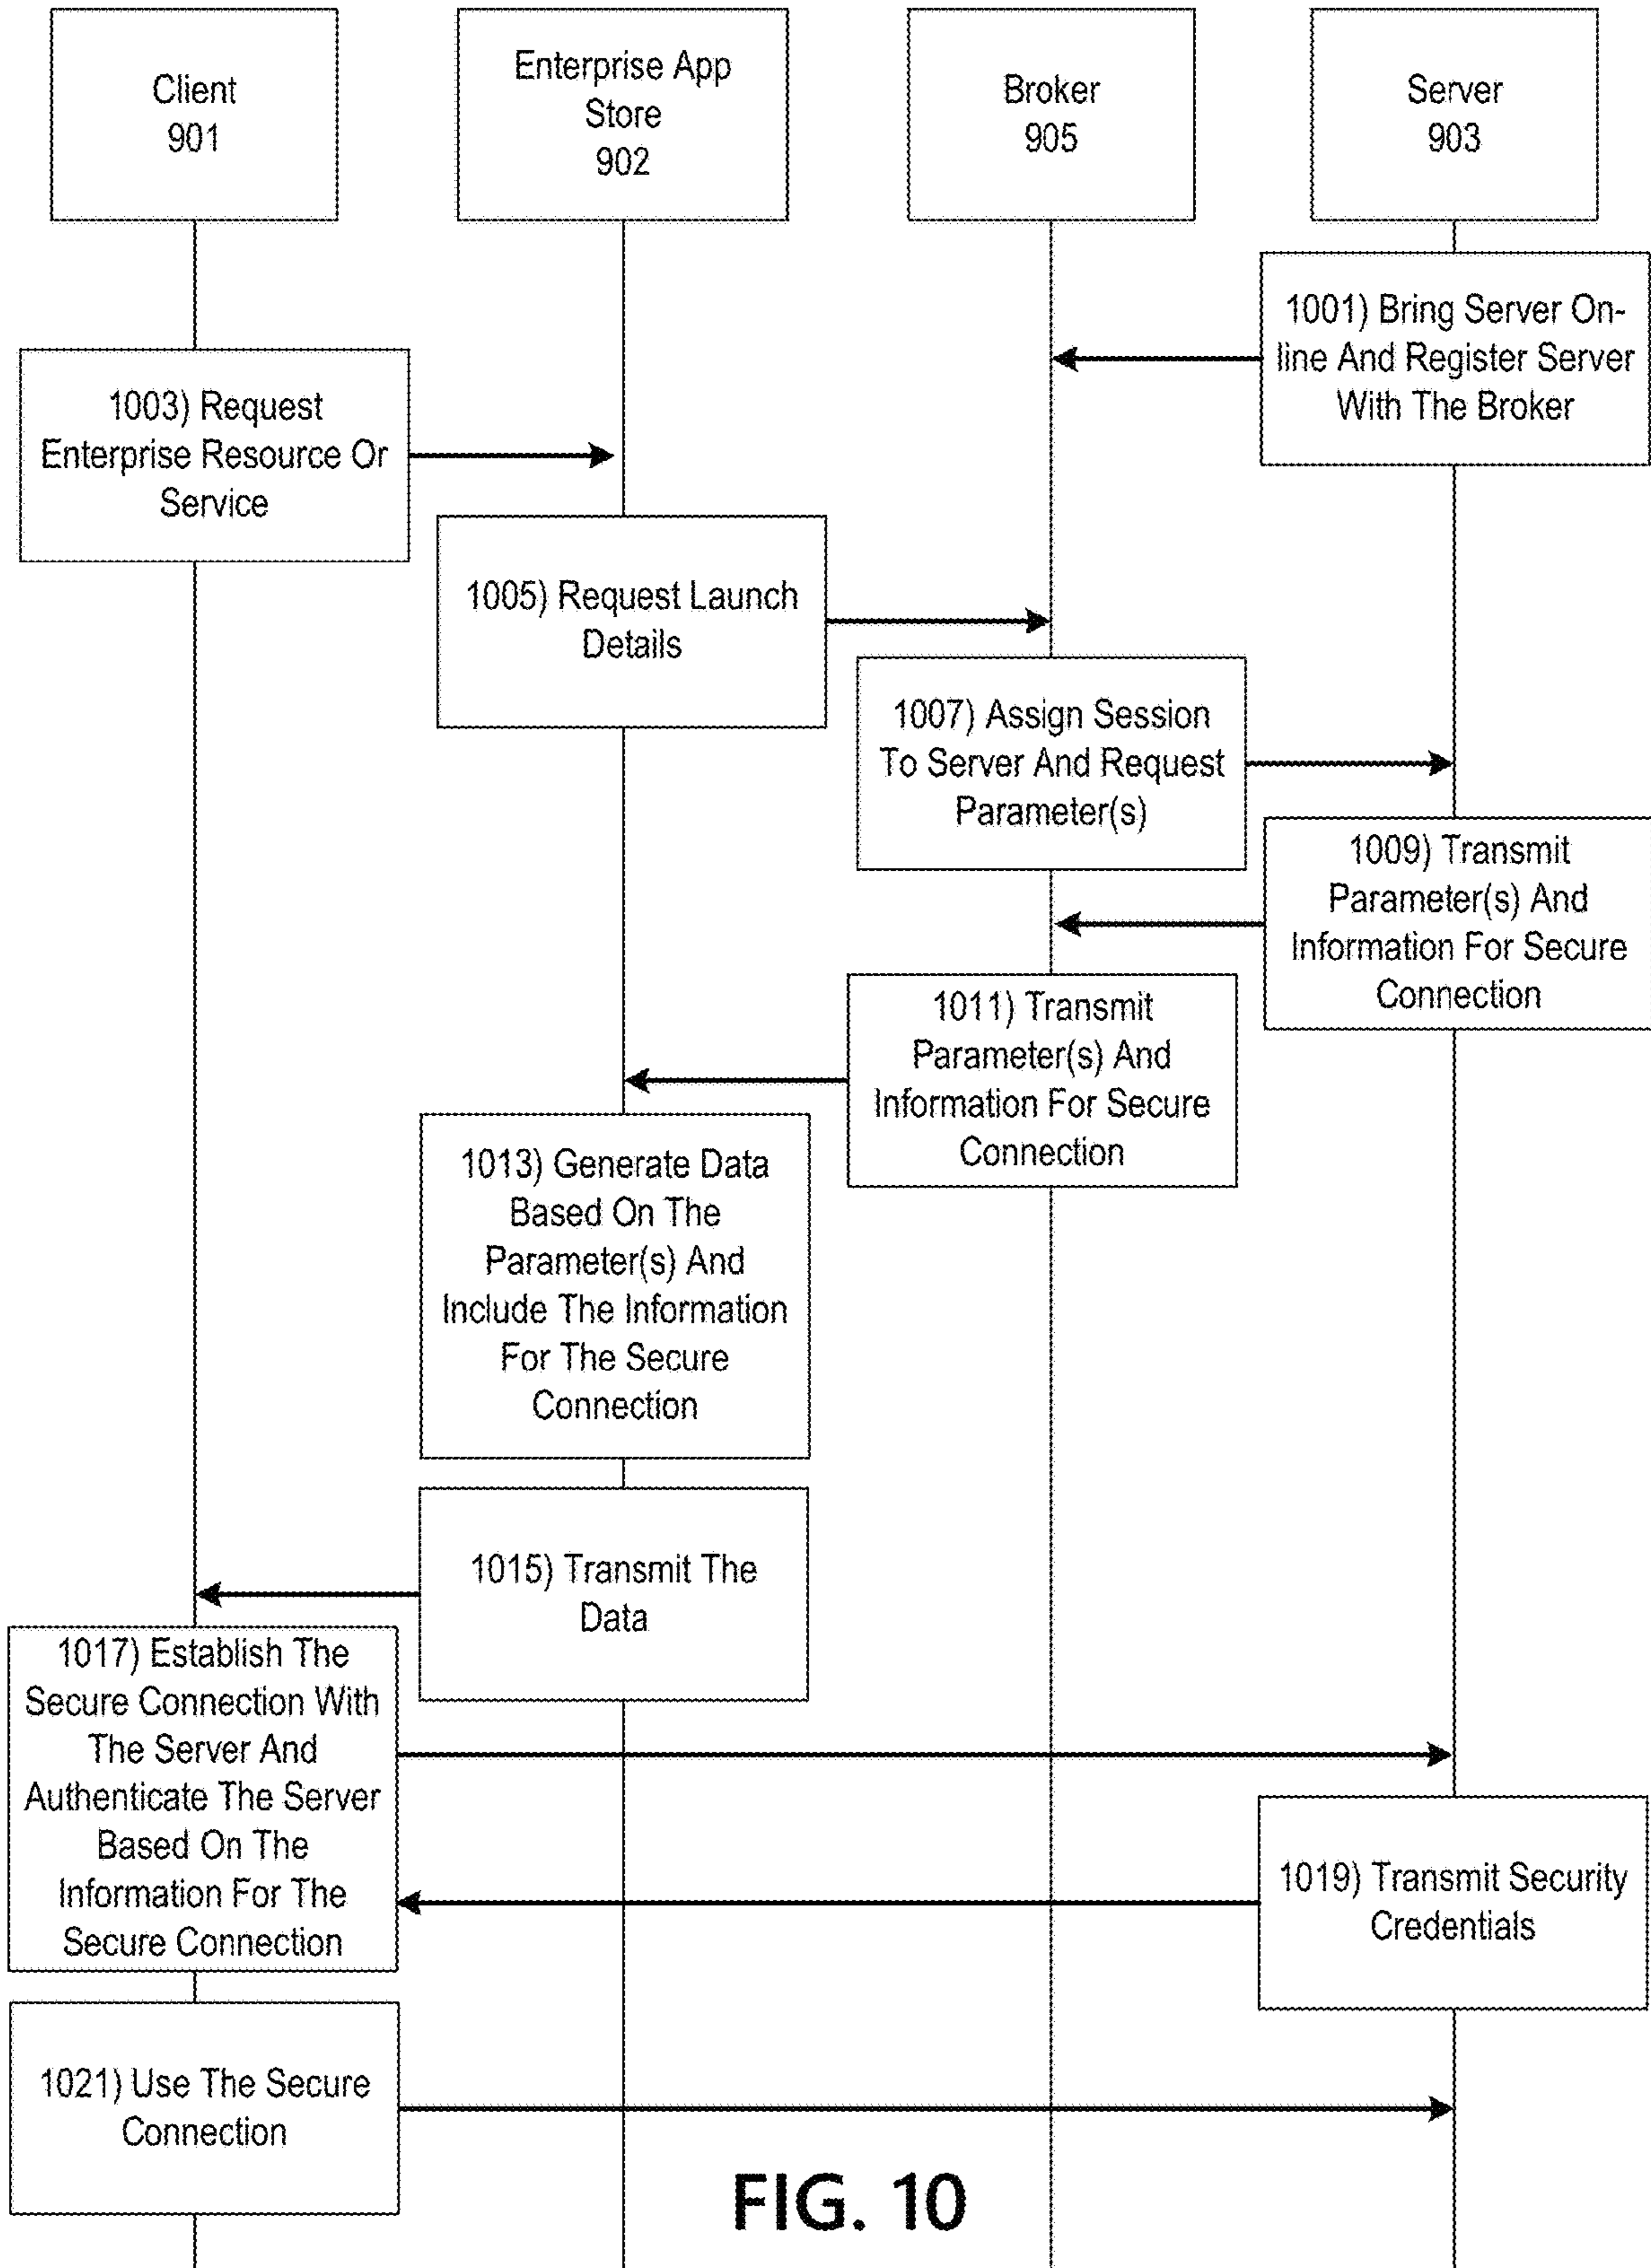 Client
901
Enterprise App
Store
902
Broker
905
Server
903
1001) Bring Server On-
line And Register Server
With The Broker
1003) Request
Enterprise Resource Or
Service
1005) Request Launch
Details
1007) Assign Session
To Server And Request
Parameter(s)
1009) Transmit
Parameter(s) And
Information For Secure
Connection
1011) Transmit
Parameter(s) And
Information For Secure
Connection
1013) Generate Data
Based On The
Parameter(s) And
Include The Information
For The Secure
Connection
1015) Transmit The
Data
1017) Establish The
Secure Connection With
The Server And
Authenticate The Server
Based On The
Information For The
Secure Connection
1019) Transmit Security
Credentials
1021) Use The Secure
Connection
FIG. 10